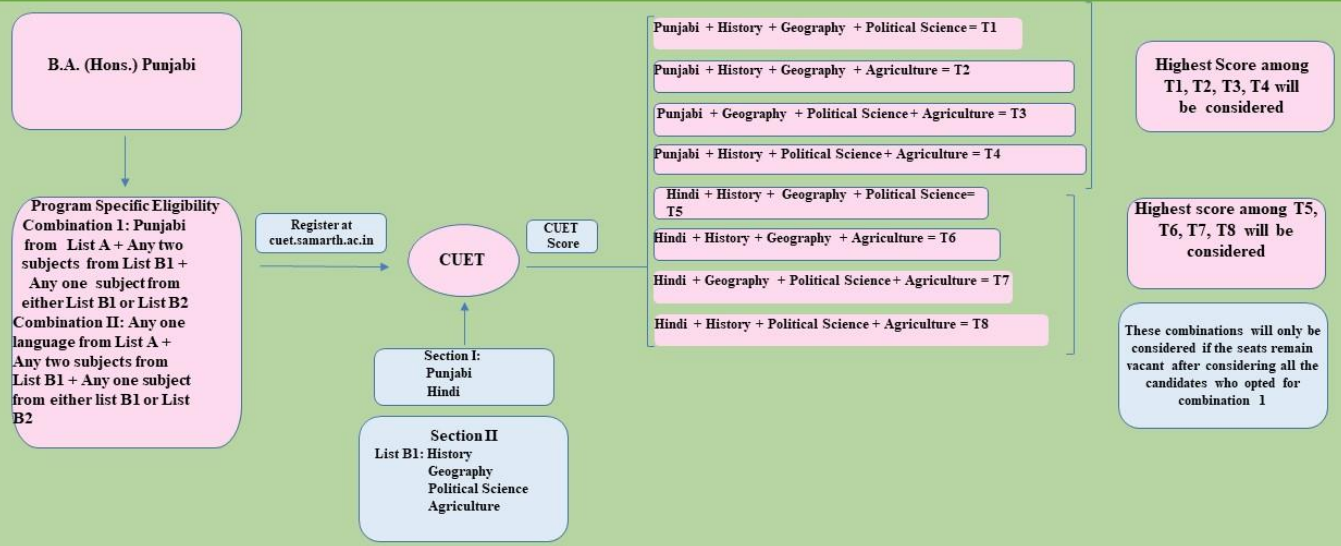 B.A. (Hons.) Punjabi
Program Specific Eligibility
Combination 1: Punjabi
from List A + Any two
subjects from List B1 +
Any one subject from
either List B1 or List B2
Combination II: Any one
language from List A +
Any two subjects from
List B1 + Any one subject
from either list B1 or List
B2
Register at
cuet.samarth.ac.in
CUET
Section I:
Punjabi
Hindi
Section II
List B1: History
Geography
Political Science
Agriculture
CUET
Score
Punjabi + History + Geography + Political Science = T1
Punjabi + History + Geography + Agriculture = T2
Punjabi + Geography + Political Science + Agriculture = T3
Punjabi + History + Political Science + Agriculture = T4
Hindi + History + Geography + Political Science=
T5
Hindi + History + Geography + Agriculture = T6
Hindi + Geography + Political Science + Agriculture = T7
Hindi + History + Political Science + Agriculture = T8
Highest Score among
T1, T2, T3, T4 will
be considered
Highest score among T5,
T6, T7, T8 will be
considered
These combinations will only be
considered if the seats remain
vacant after considering all the
candidates who opted for
combination 1